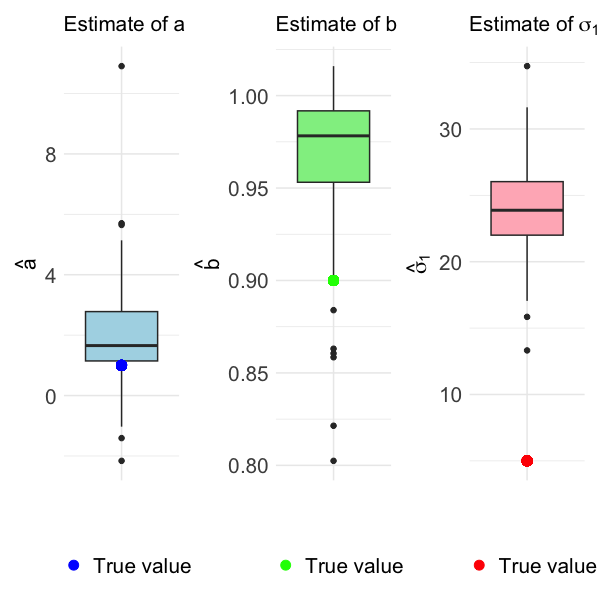 Estimate of a
Estimate of b
Estimate of σ₁
8
4
0
â
1.00
0.95
0.90
0.85
0.80
b̂
30
20
10
σ̂₁
True value
True value
True value